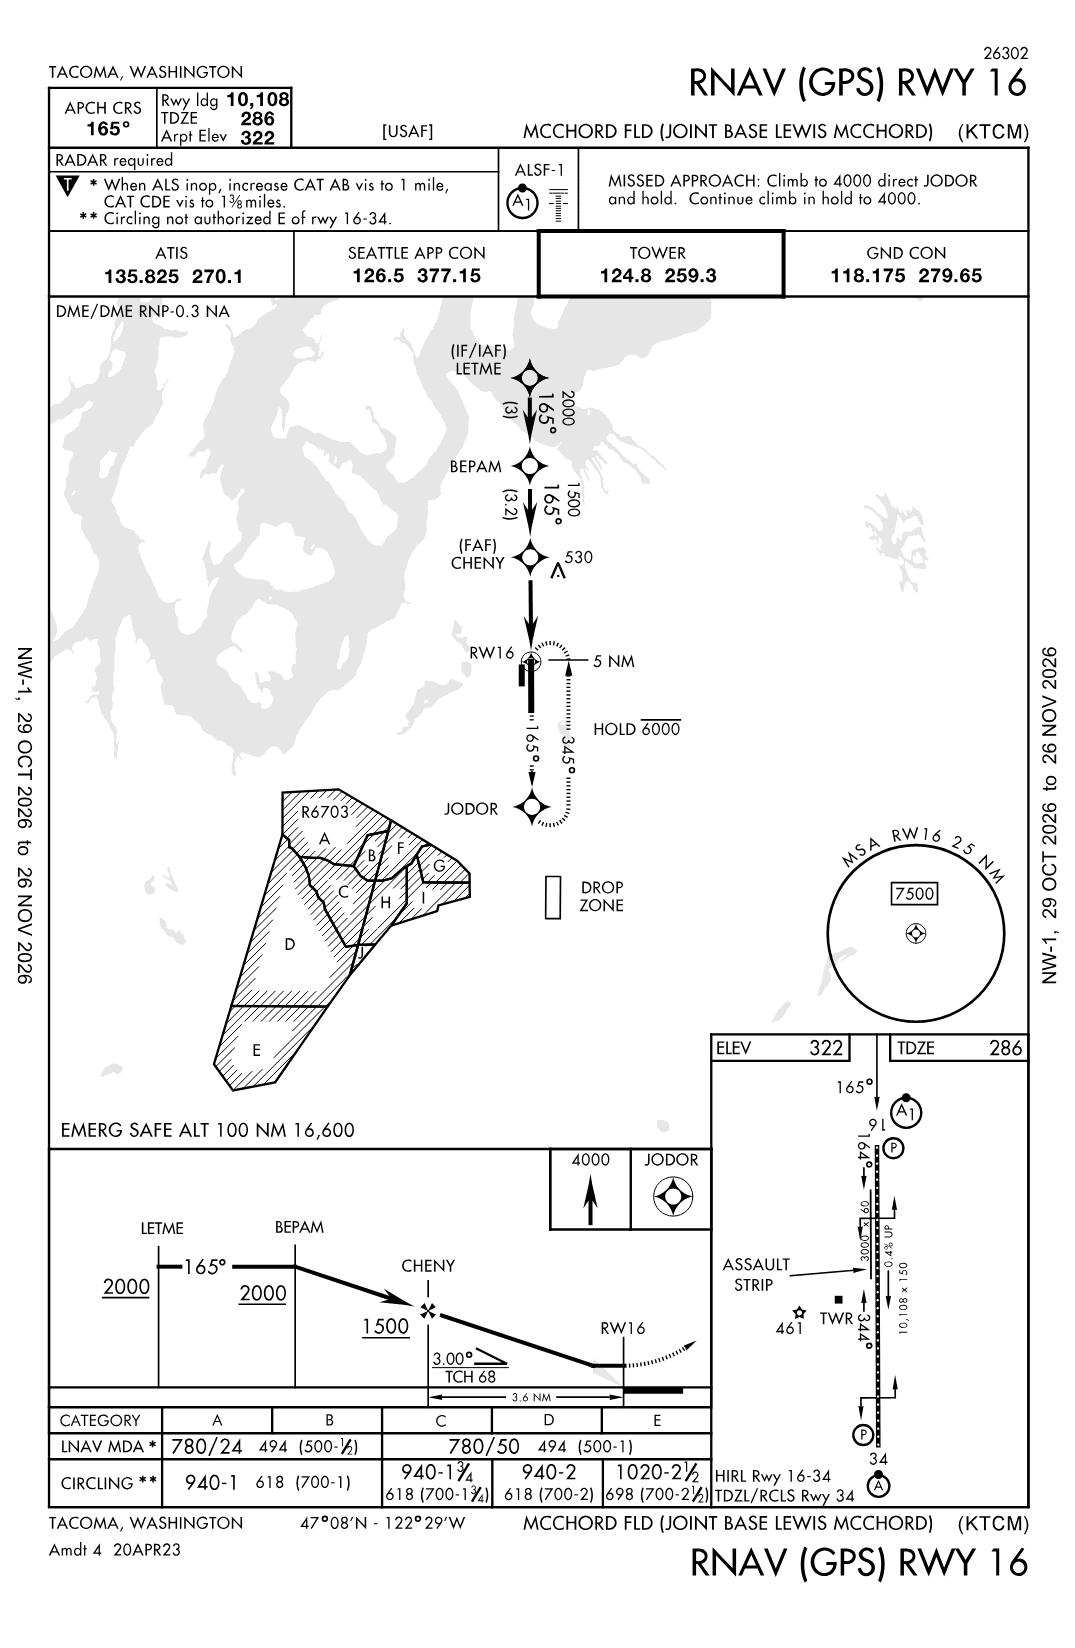 26302
TACOMA, WASHINGTON
RNAV (GPS) RWY 16
APCH CRS
165°
Rwy ldg 10,108
TDZE 286
Arpt Elev 322
[USAF]
MCCHORD FLD (JOINT BASE LEWIS MCCHORD) (KTCM)
RADAR required
T
* When ALS inop, increase CAT AB vis to 1 mile,
CAT CDE vis to 1⅜ miles.
** Circling not authorized E of rwy 16-34.
ALSF-1
A1
MISSED APPROACH: Climb to 4000 direct JODOR
and hold. Continue climb in hold to 4000.
ATIS
135.825 270.1
SEATTLE APP CON
126.5 377.15
TOWER
124.8 259.3
GND CON
118.175 279.65
DME/DME RNP-0.3 NA
(IF/IAF)
LETME
2000
165°
(3)
BEPAM
1500
165°
(3.2)
(FAF)
CHENY
530
RW16
5 NM
HOLD 6000
165°
345°
JODOR
R6703
A
B
F
G
C
H
I
D
J
E
DROP
ZONE
MSA RW16 25 NM
7500
EMERG SAFE ALT 100 NM 16,600
NW-1, 29 OCT 2026 to 26 NOV 2026
NW-1, 29 OCT 2026 to 26 NOV 2026
ELEV 322
TDZE 286
165°
A1
16
P
164°
3000 x 60
0.4% UP
10,108 x 150
ASSAULT
STRIP
TWR
461
344°
P
34
A
HIRL Rwy 16-34
TDZL/RCLS Rwy 34
4000
JODOR
LETME
BEPAM
CHENY
RW16
165°
2000
2000
1500
3.00°
TCH 68
3.6 NM
CATEGORY A B C D E
LNAV MDA * 780/24 494 (500-½) 780/50 494 (500-1)
CIRCLING ** 940-1 618 (700-1) 940-1¾ 618 (700-1¾) 940-2 618 (700-2) 1020-2½ 698 (700-2½)
TACOMA, WASHINGTON
47°08'N - 122°29'W
MCCHORD FLD (JOINT BASE LEWIS MCCHORD) (KTCM)
Amdt 4 20APR23
RNAV (GPS) RWY 16